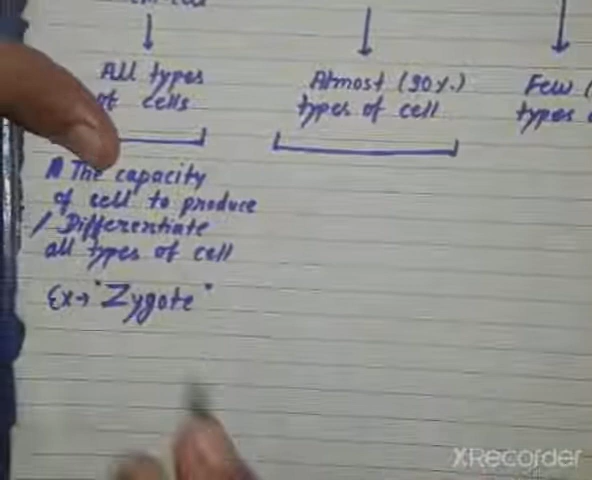 All types
of cells
Almost (90%.)
types of cell
Few (
types
The capacity
of cell to produce
/ Differentiate
all types of cell
Ex→ "Zygote"
XRecorder